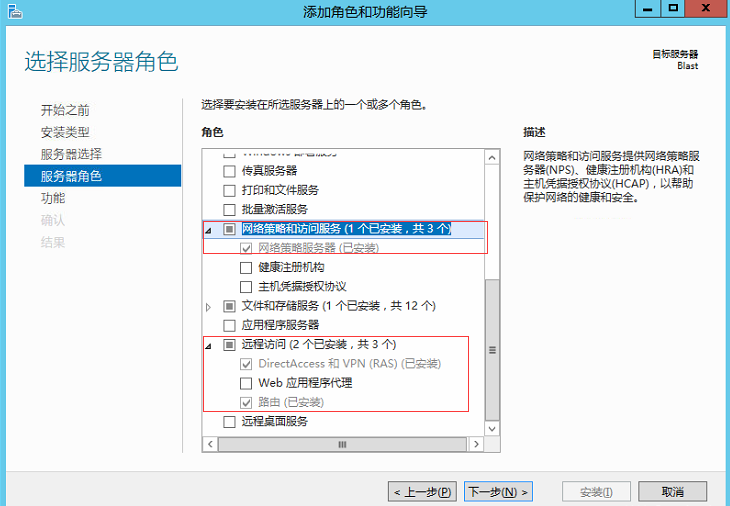 添加角色和功能向导
选择服务器角色
目标服务器
Blast
开始之前
安装类型
服务器选择
服务器角色
功能
确认
结果
选择要安装在所选服务器上的一个或多个角色。
角色
传真服务器
打印和文件服务
批量激活服务
网络策略和访问服务 (1 个已安装，共 3 个)
网络策略服务器 (已安装)
健康注册机构
主机凭据授权协议
文件和存储服务 (1 个已安装，共 12 个)
应用程序服务器
远程访问 (2 个已安装，共 3 个)
DirectAccess 和 VPN (RAS) (已安装)
Web 应用程序代理
路由 (已安装)
远程桌面服务
描述
网络策略和访问服务提供网络策略服
务器(NPS)、健康注册机构(HRA)和
主机凭据授权协议(HCAP)，以帮助
保护网络的健康和安全。
< 上一步(P)
下一步(N) >
安装(I)
取消